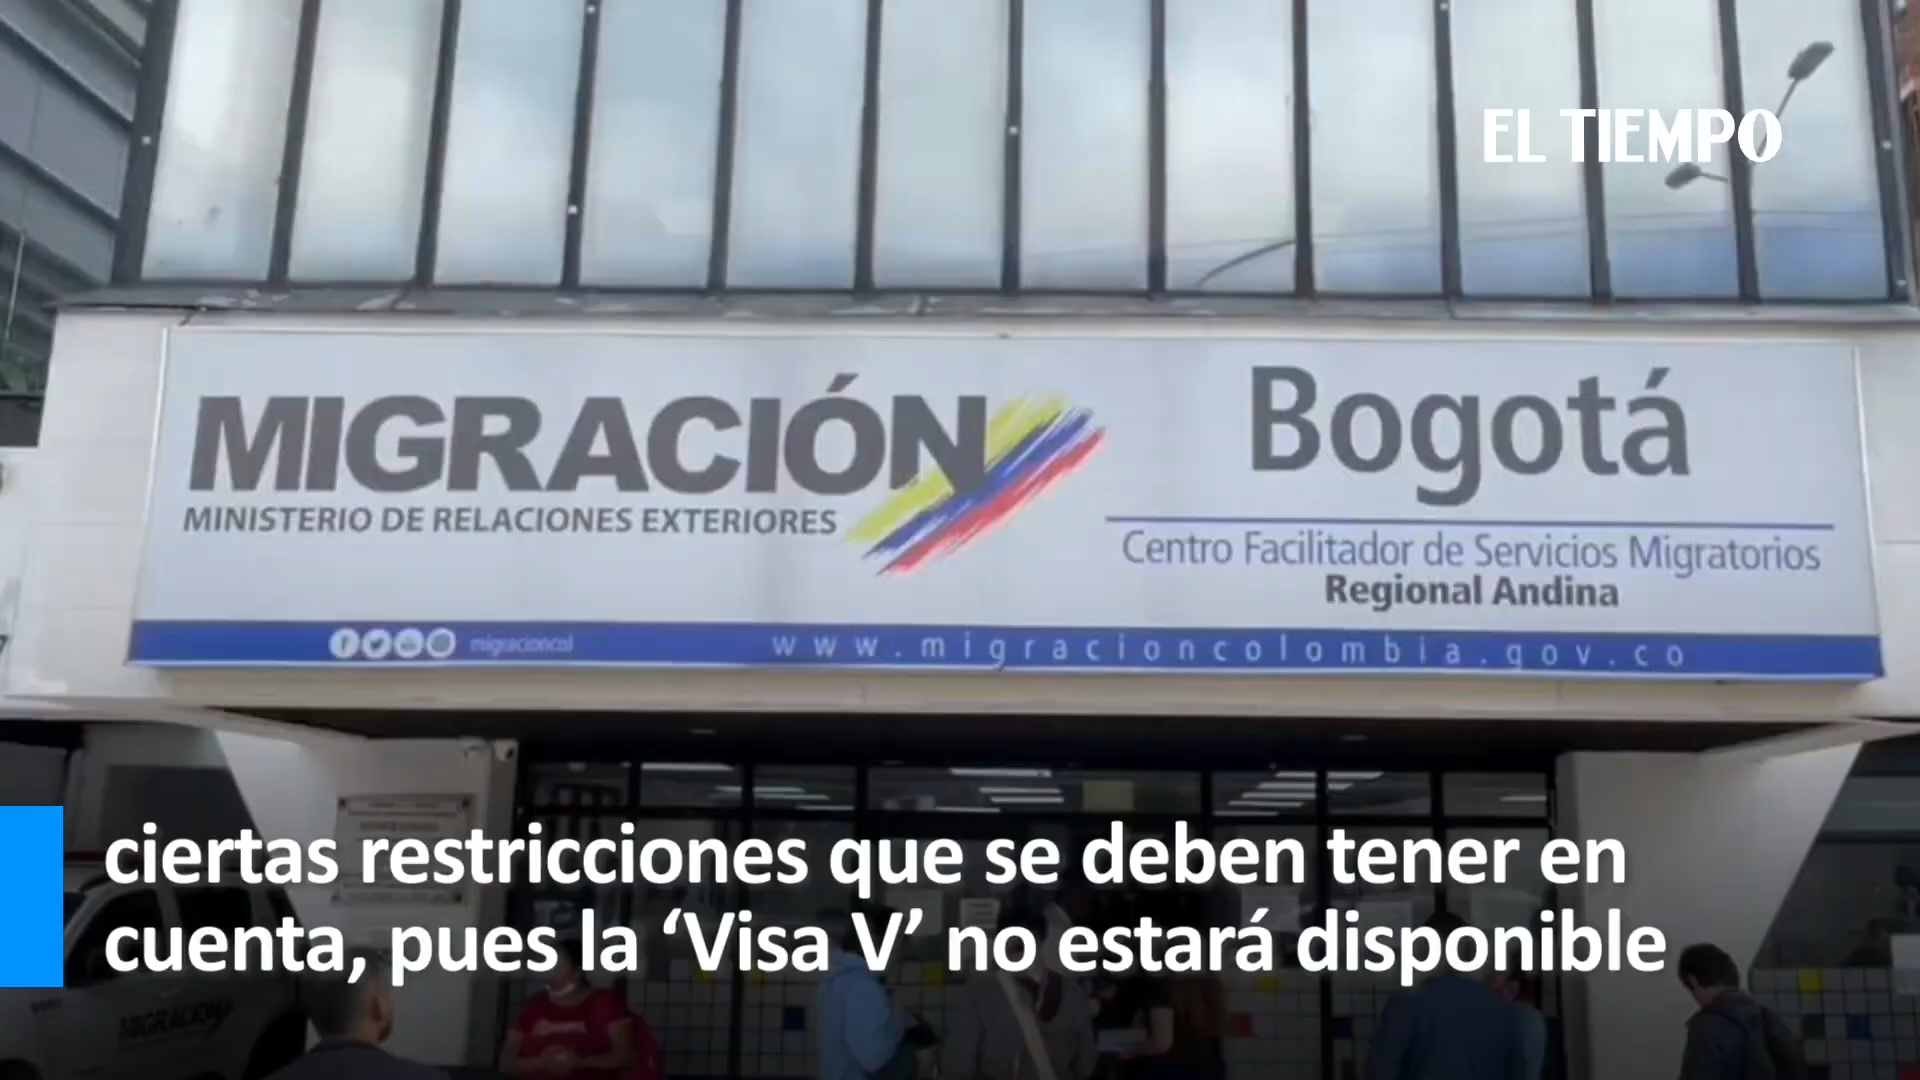 EL TIEMPO
MIGRACIÓN
MINISTERIO DE RELACIONES EXTERIORES
Bogotá
Centro Facilitador de Servicios Migratorios
Regional Andina
migracioncol
www.migracioncolombia.gov.co
ciertas restricciones que se deben tener en
cuenta, pues la ‘Visa V’ no estará disponible
MIGRACIÓN